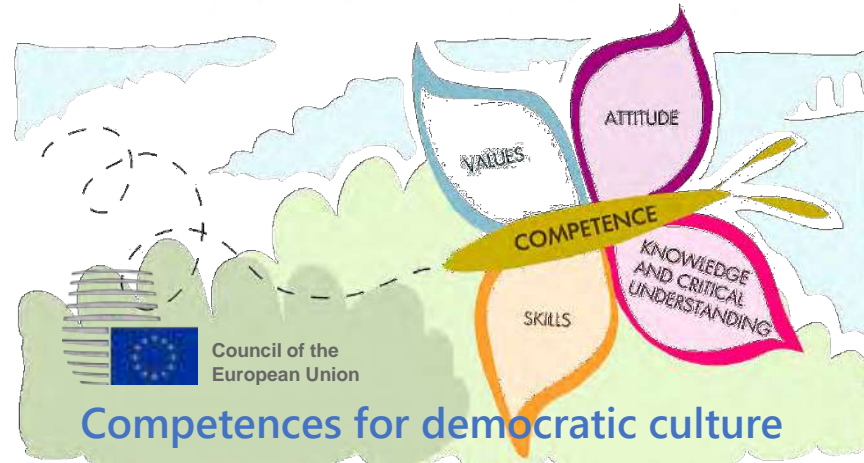 ATTITUDE
VALUES
COMPETENCE
KNOWLEDGE
AND CRITICAL
UNDERSTANDING
SKILLS
Council of the
European Union
Competences for democratic culture